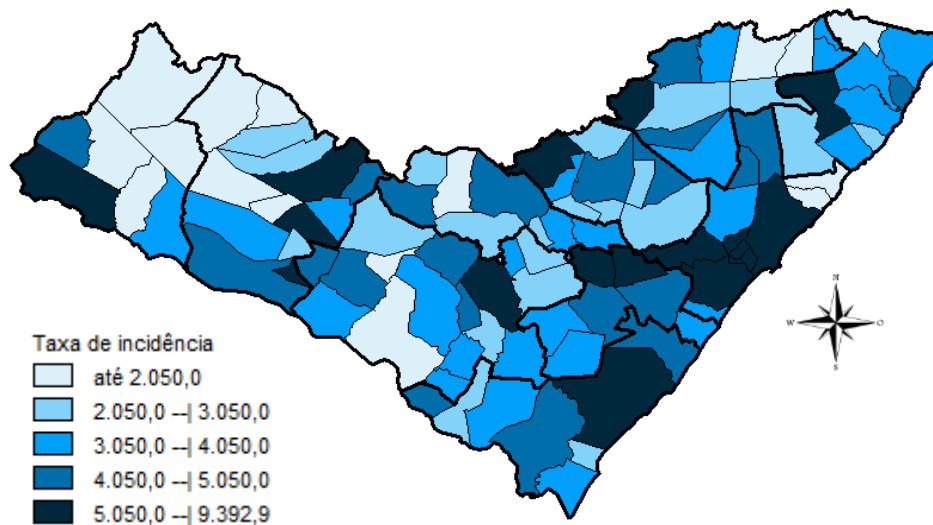 N
W
O
S
Taxa de incidência
até 2.050,0
2.050,0 --| 3.050,0
3.050,0 --| 4.050,0
4.050,0 --| 5.050,0
5.050,0 --| 9.392,9